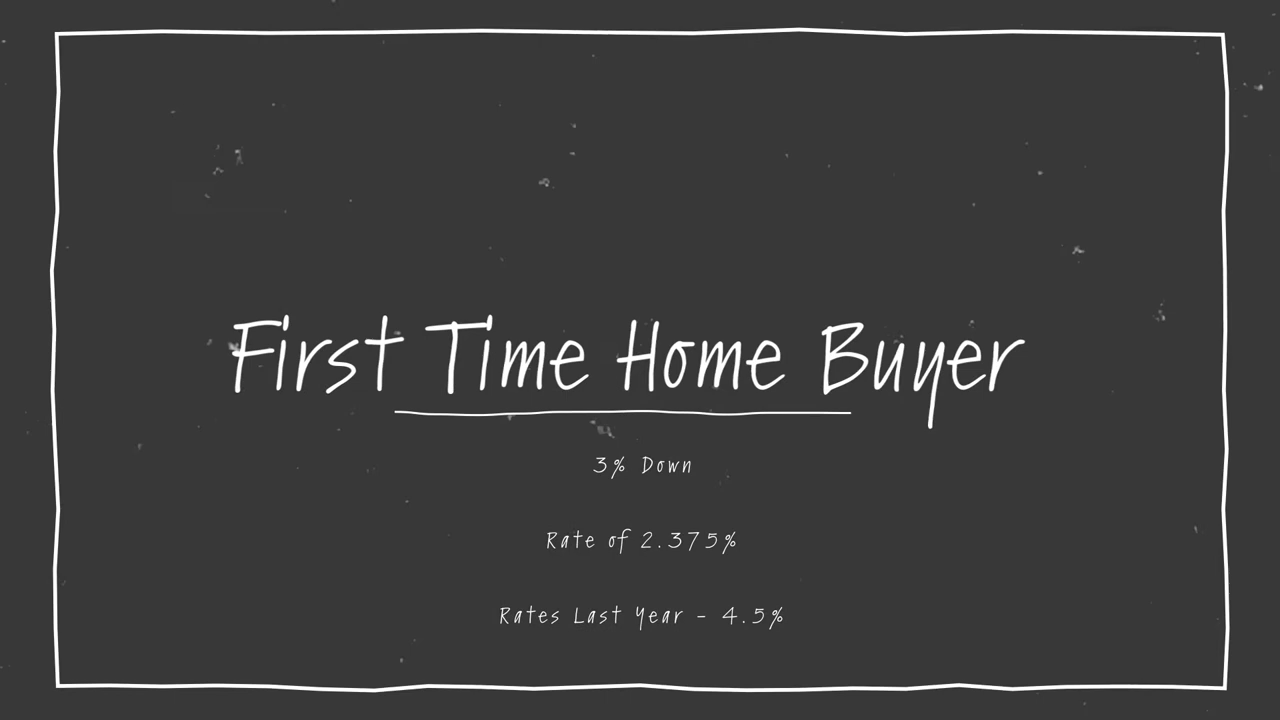 First Time Home Buyer
3% Down
Rate of 2.375%
Rates Last Year - 4.5%